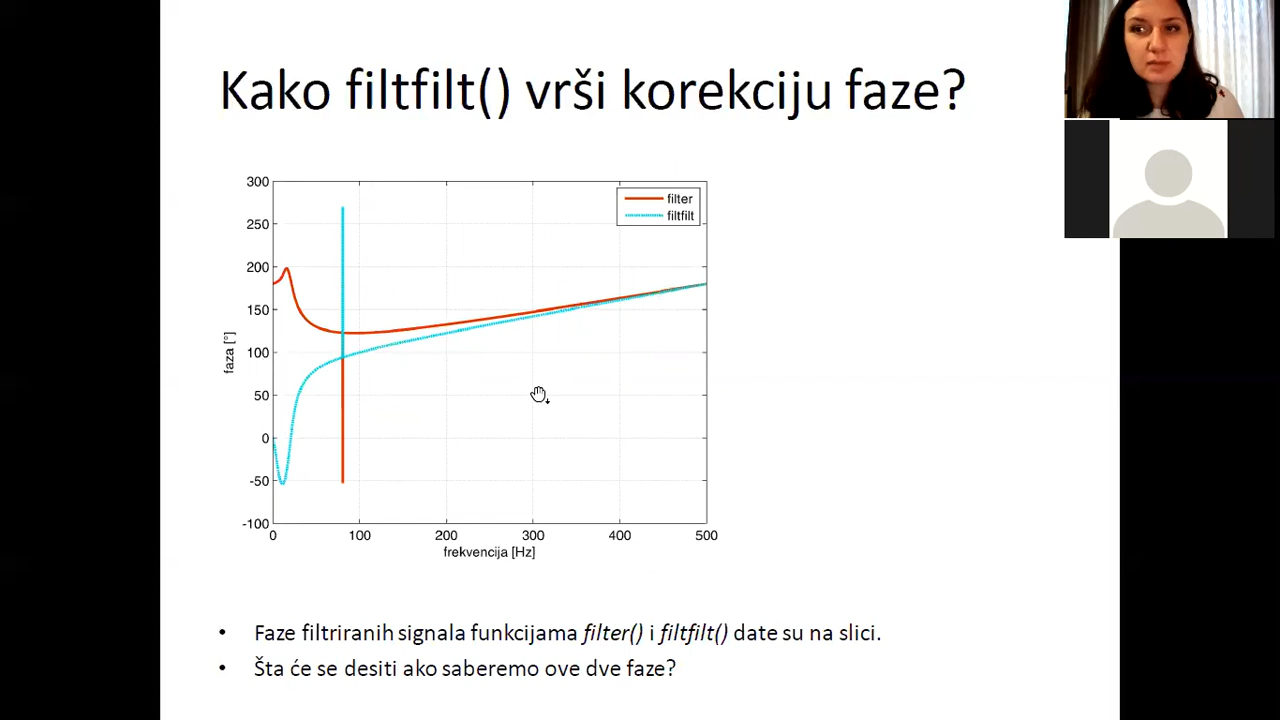 Kako filtfilt() vrši korekciju faze?
300
250
200
150
100
50
0
-50
-100
faza [°]
filter
filtfilt
0 100 200 300 400 500
frekvencija [Hz]
• Faze filtriranih signala funkcijama filter() i filtfilt() date su na slici.
• Šta će se desiti ako saberemo ove dve faze?